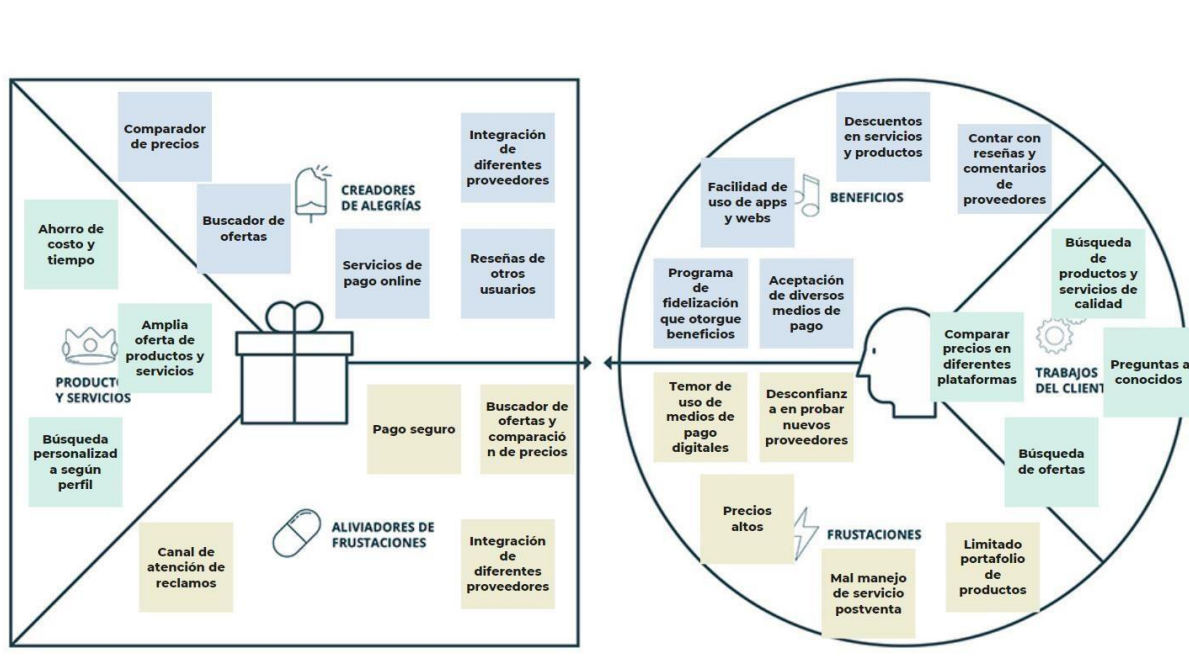 Comparador
de precios
Integración
de
diferentes
proveedores
CREADORES
DE ALEGRÍAS
Buscador de
ofertas
Ahorro de
costo y
tiempo
Servicios de
pago online
Reseñas de
otros
usuarios
Amplia
oferta de
productos y
servicios
PRODUCT
Y SERVICIOS
Búsqueda
personalizad
a según
perfil
Pago seguro
Buscador de
ofertas y
comparació
n de precios
ALIVIADORES DE
FRUSTACIONES
Canal de
atención de
reclamos
Integración
de
diferentes
proveedores
Descuentos
en servicios
y productos
Contar con
reseñas y
comentarios
de
proveedores
Facilidad de
uso de apps
y webs
BENEFICIOS
Programa
de
fidelización
que otorgue
beneficios
Aceptación
de diversos
medios de
pago
Búsqueda
de
productos y
servicios de
calidad
Comparar
precios en
diferentes
plataformas
TRABAJOS
DEL CLIENT
Preguntas a
conocidos
Búsqueda
de ofertas
Temor de
uso de
medios de
pago
digitales
Desconfianz
a en probar
nuevos
proveedores
Precios
altos
FRUSTACIONES
Mal manejo
de servicio
postventa
Limitado
portafolio
de
productos